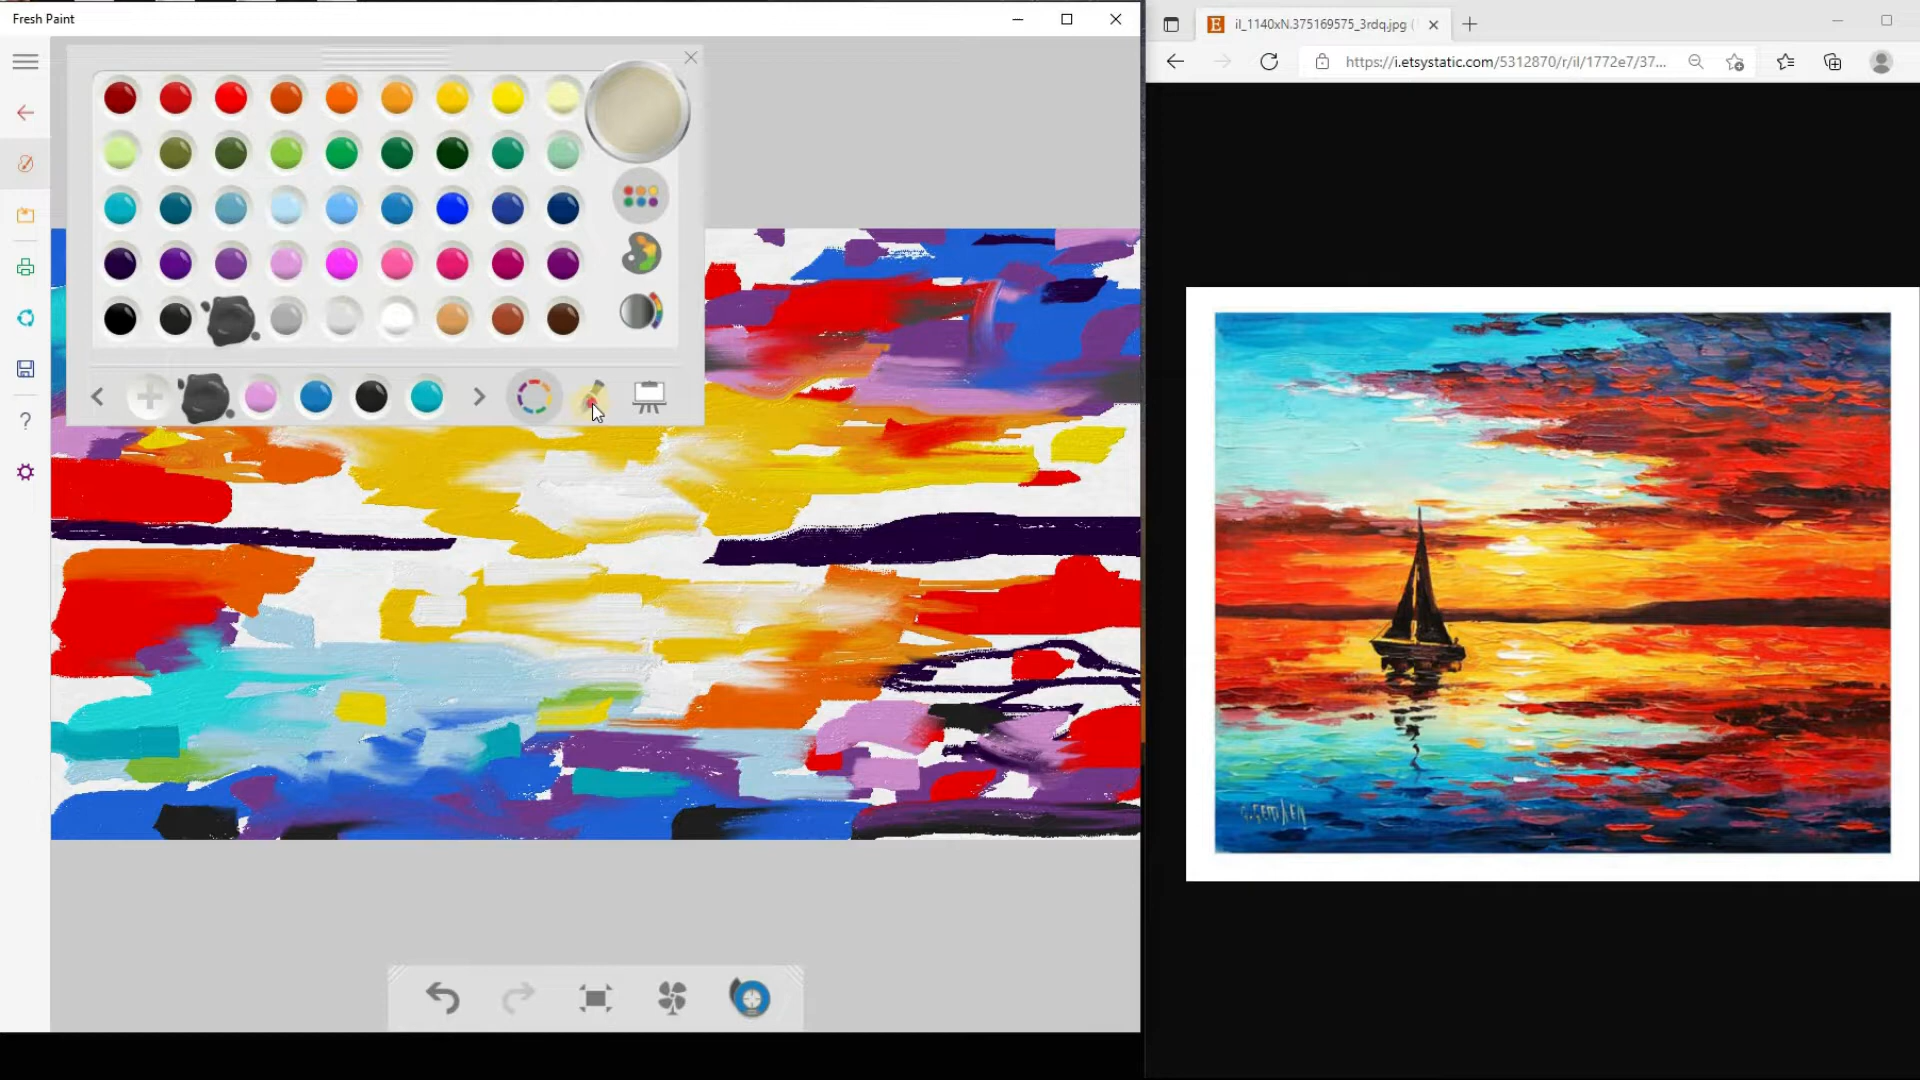 Fresh Paint
il_1140xN.375169575_3rdq.jpg (
https://i.etsystatic.com/5312870/r/il/1772e7/37...
E
?